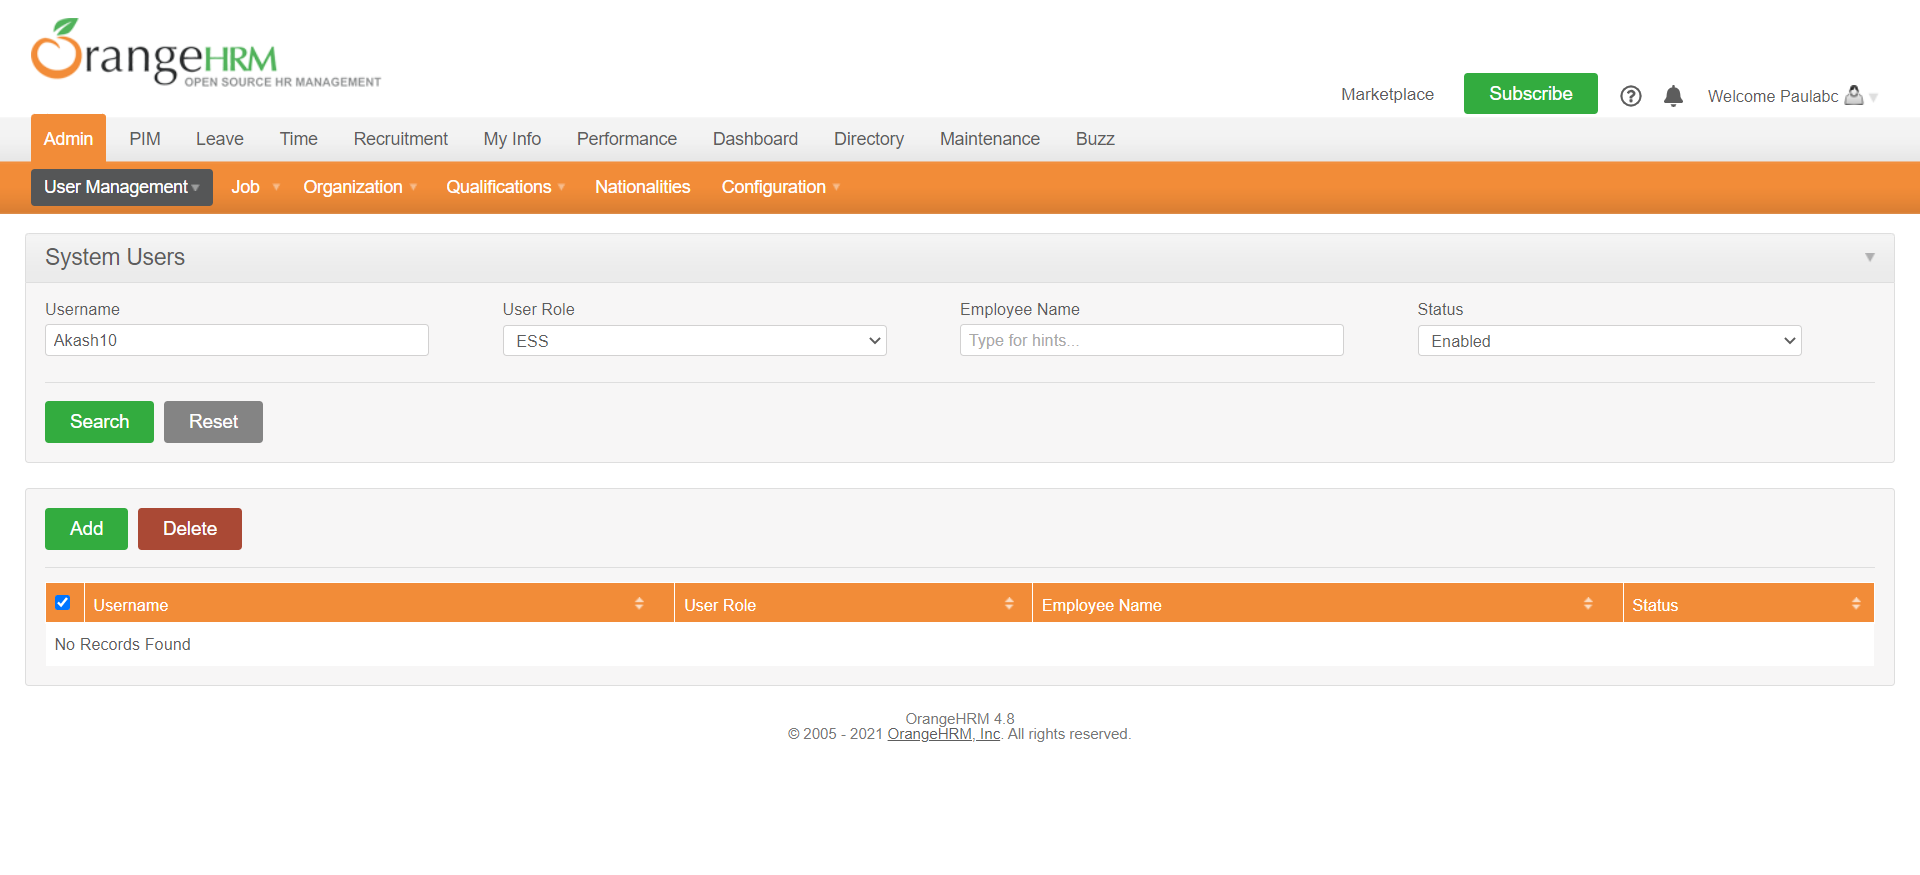 OrangeHRM
OPEN SOURCE HR MANAGEMENT
Marketplace Subscribe Welcome Paulabc
Admin PIM Leave Time Recruitment My Info Performance Dashboard Directory Maintenance Buzz
User Management Job Organization Qualifications Nationalities Configuration
System Users
Username User Role Employee Name Status
Akash10 ESS Type for hints... Enabled
Search Reset
Add Delete
Username User Role Employee Name Status
No Records Found
OrangeHRM 4.8
© 2005 - 2021 OrangeHRM, Inc. All rights reserved.